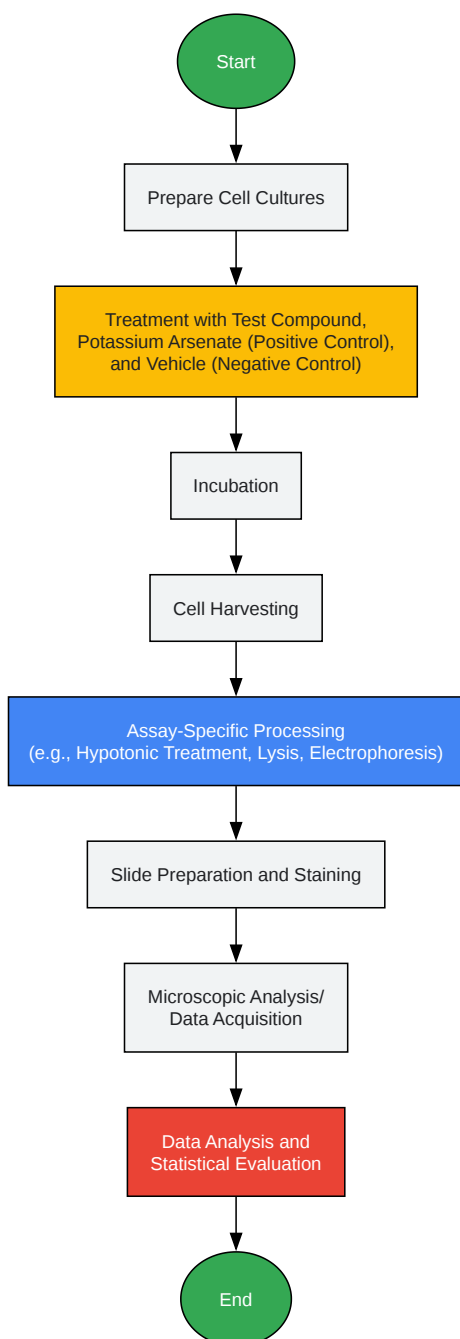 Start
Prepare Cell Cultures
Treatment with Test Compound,
Potassium Arsenate (Positive Control),
and Vehicle (Negative Control)
Incubation
Cell Harvesting
Assay-Specific Processing
(e.g., Hypotonic Treatment, Lysis, Electrophoresis)
Slide Preparation and Staining
Microscopic Analysis/
Data Acquisition
Data Analysis and
Statistical Evaluation
End